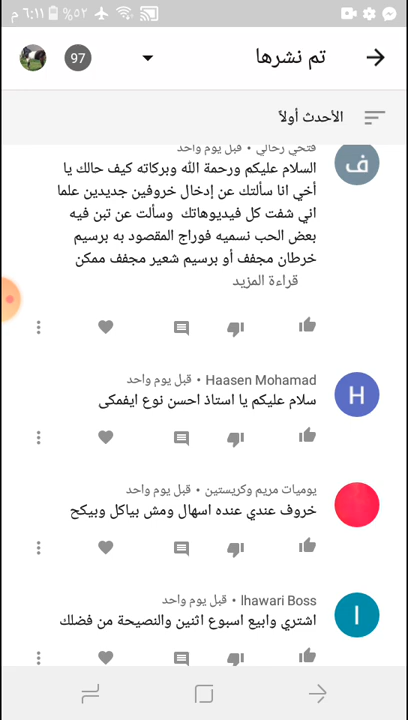 ٦:١١ م ٥٢%
تم نشرها
97
الأحدث أولاً
فتحي رحالي • قبل يوم واحد
ف
السلام عليكم ورحمة الله وبركاته كيف حالك يا
أخي انا سألتك عن إدخال خروفين جديدين علما
اني شفت كل فيديوهاتك وسألت عن تبن فيه
بعض الحب نسميه فوراج المقصود به برسيم
خرطان مجفف أو برسيم شعير مجفف ممكن
قراءة المزيد
Haasen Mohamad • قبل يوم واحد
H
سلام عليكم يا استاذ احسن نوع ايفمكى
يوميات مريم وكريستين • قبل يوم واحد
خروف عندي عنده اسهال ومش بياكل وبيكح
Ihawari Boss • قبل يوم واحد
I
اشتري وابيع اسبوع اثنين والنصيحة من فضلك